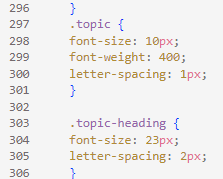 296 }
297 .topic {
298 font-size: 10px;
299 font-weight: 400;
300 letter-spacing: 1px;
301 }
302
303 .topic-heading {
304 font-size: 23px;
305 letter-spacing: 2px;
306 }